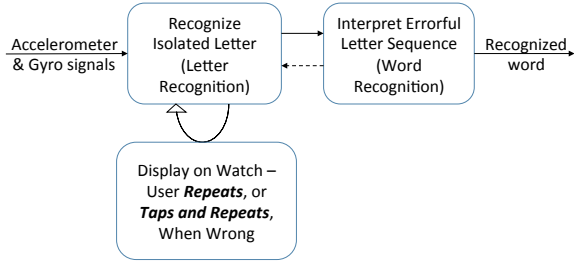 Accelerometer
& Gyro signals
Recognize
Isolated Letter
(Letter
Recognition)
Interpret Errorful
Letter Sequence
(Word
Recognition)
Recognized
word
Display on Watch –
User Repeats, or
Taps and Repeats,
When Wrong